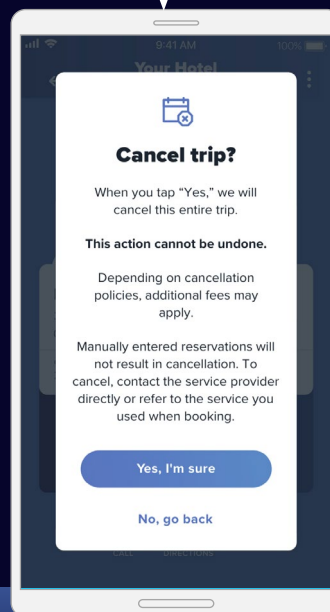 9:41 AM
100%
Your Hotel
Cancel trip?
When you tap “Yes,” we will
cancel this entire trip.
This action cannot be undone.
Depending on cancellation
policies, additional fees may
apply.
Manually entered reservations will
not result in cancellation. To
cancel, contact the service provider
directly or refer to the service you
used when booking.
Yes, I'm sure
No, go back
CALL
DIRECTIONS